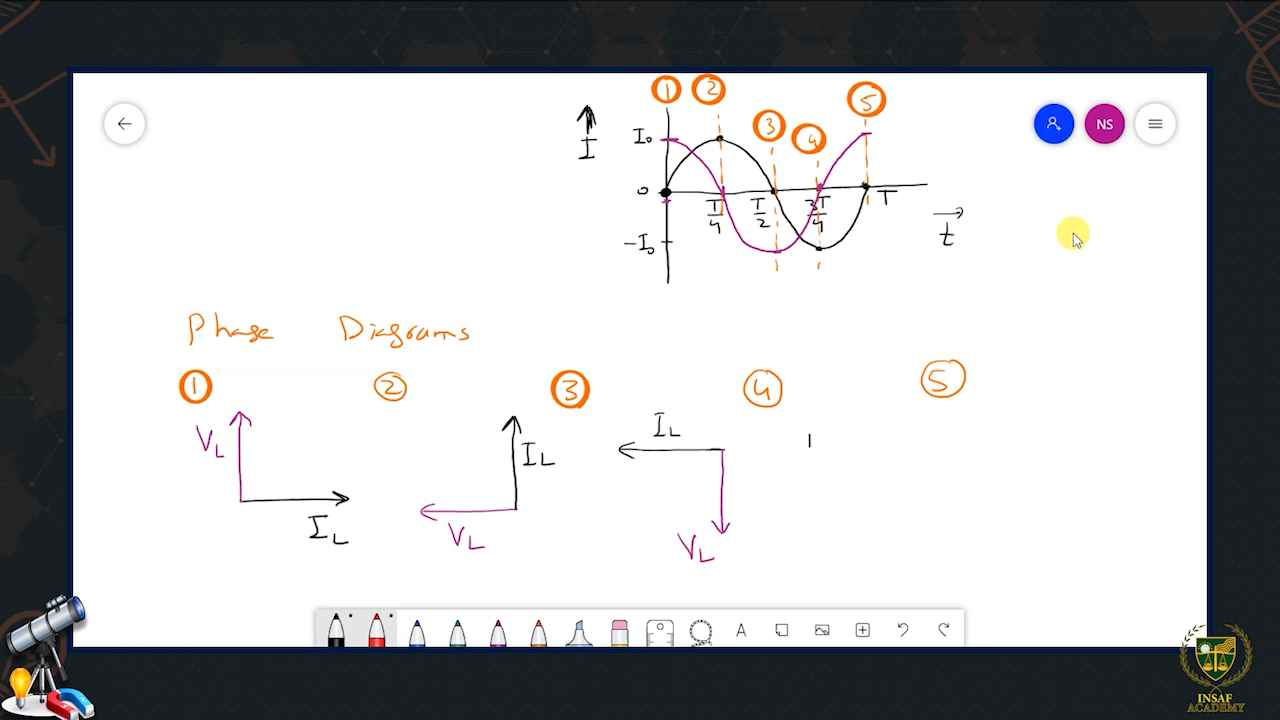 1 2 3 4 5
I
I₀
0
-I₀
T/4 T/2 3T/4 T
t
NS
Phase Diagrams
1 2 3 4 5
V_L I_L
I_L V_L
I_L V_L
A
INSAF
ACADEMY